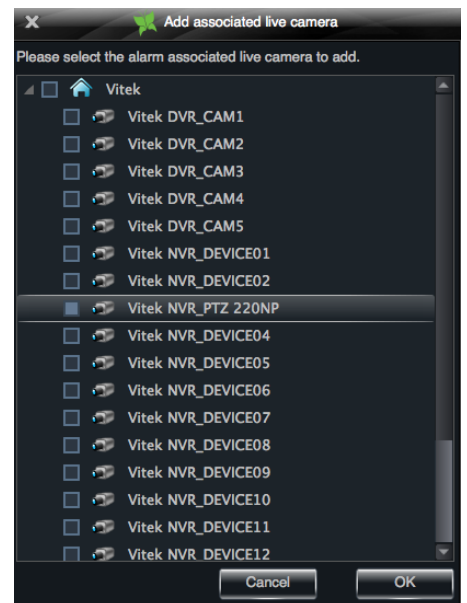 Add associated live camera
Please select the alarm associated live camera to add.
Vitek
Vitek DVR_CAM1
Vitek DVR_CAM2
Vitek DVR_CAM3
Vitek DVR_CAM4
Vitek DVR_CAM5
Vitek NVR_DEVICE01
Vitek NVR_DEVICE02
Vitek NVR_PTZ 220NP
Vitek NVR_DEVICE04
Vitek NVR_DEVICE05
Vitek NVR_DEVICE06
Vitek NVR_DEVICE07
Vitek NVR_DEVICE08
Vitek NVR_DEVICE09
Vitek NVR_DEVICE10
Vitek NVR_DEVICE11
Vitek NVR_DEVICE12
Cancel OK